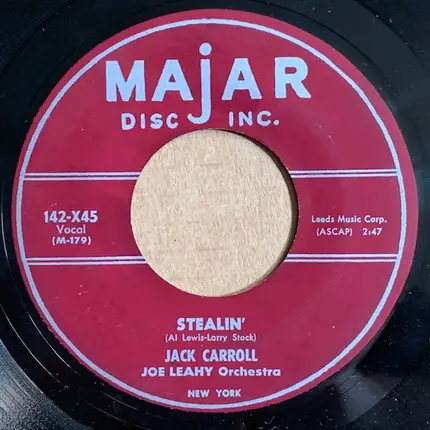 MAjAR
DISC INC.
142-X45
Vocal
(M-179)
Leeds Music Corp.
(ASCAP) 2:47
STEALIN'
(Al Lewis-Larry Stock)
JACK CARROLL
JOE LEAHY Orchestra
NEW YORK